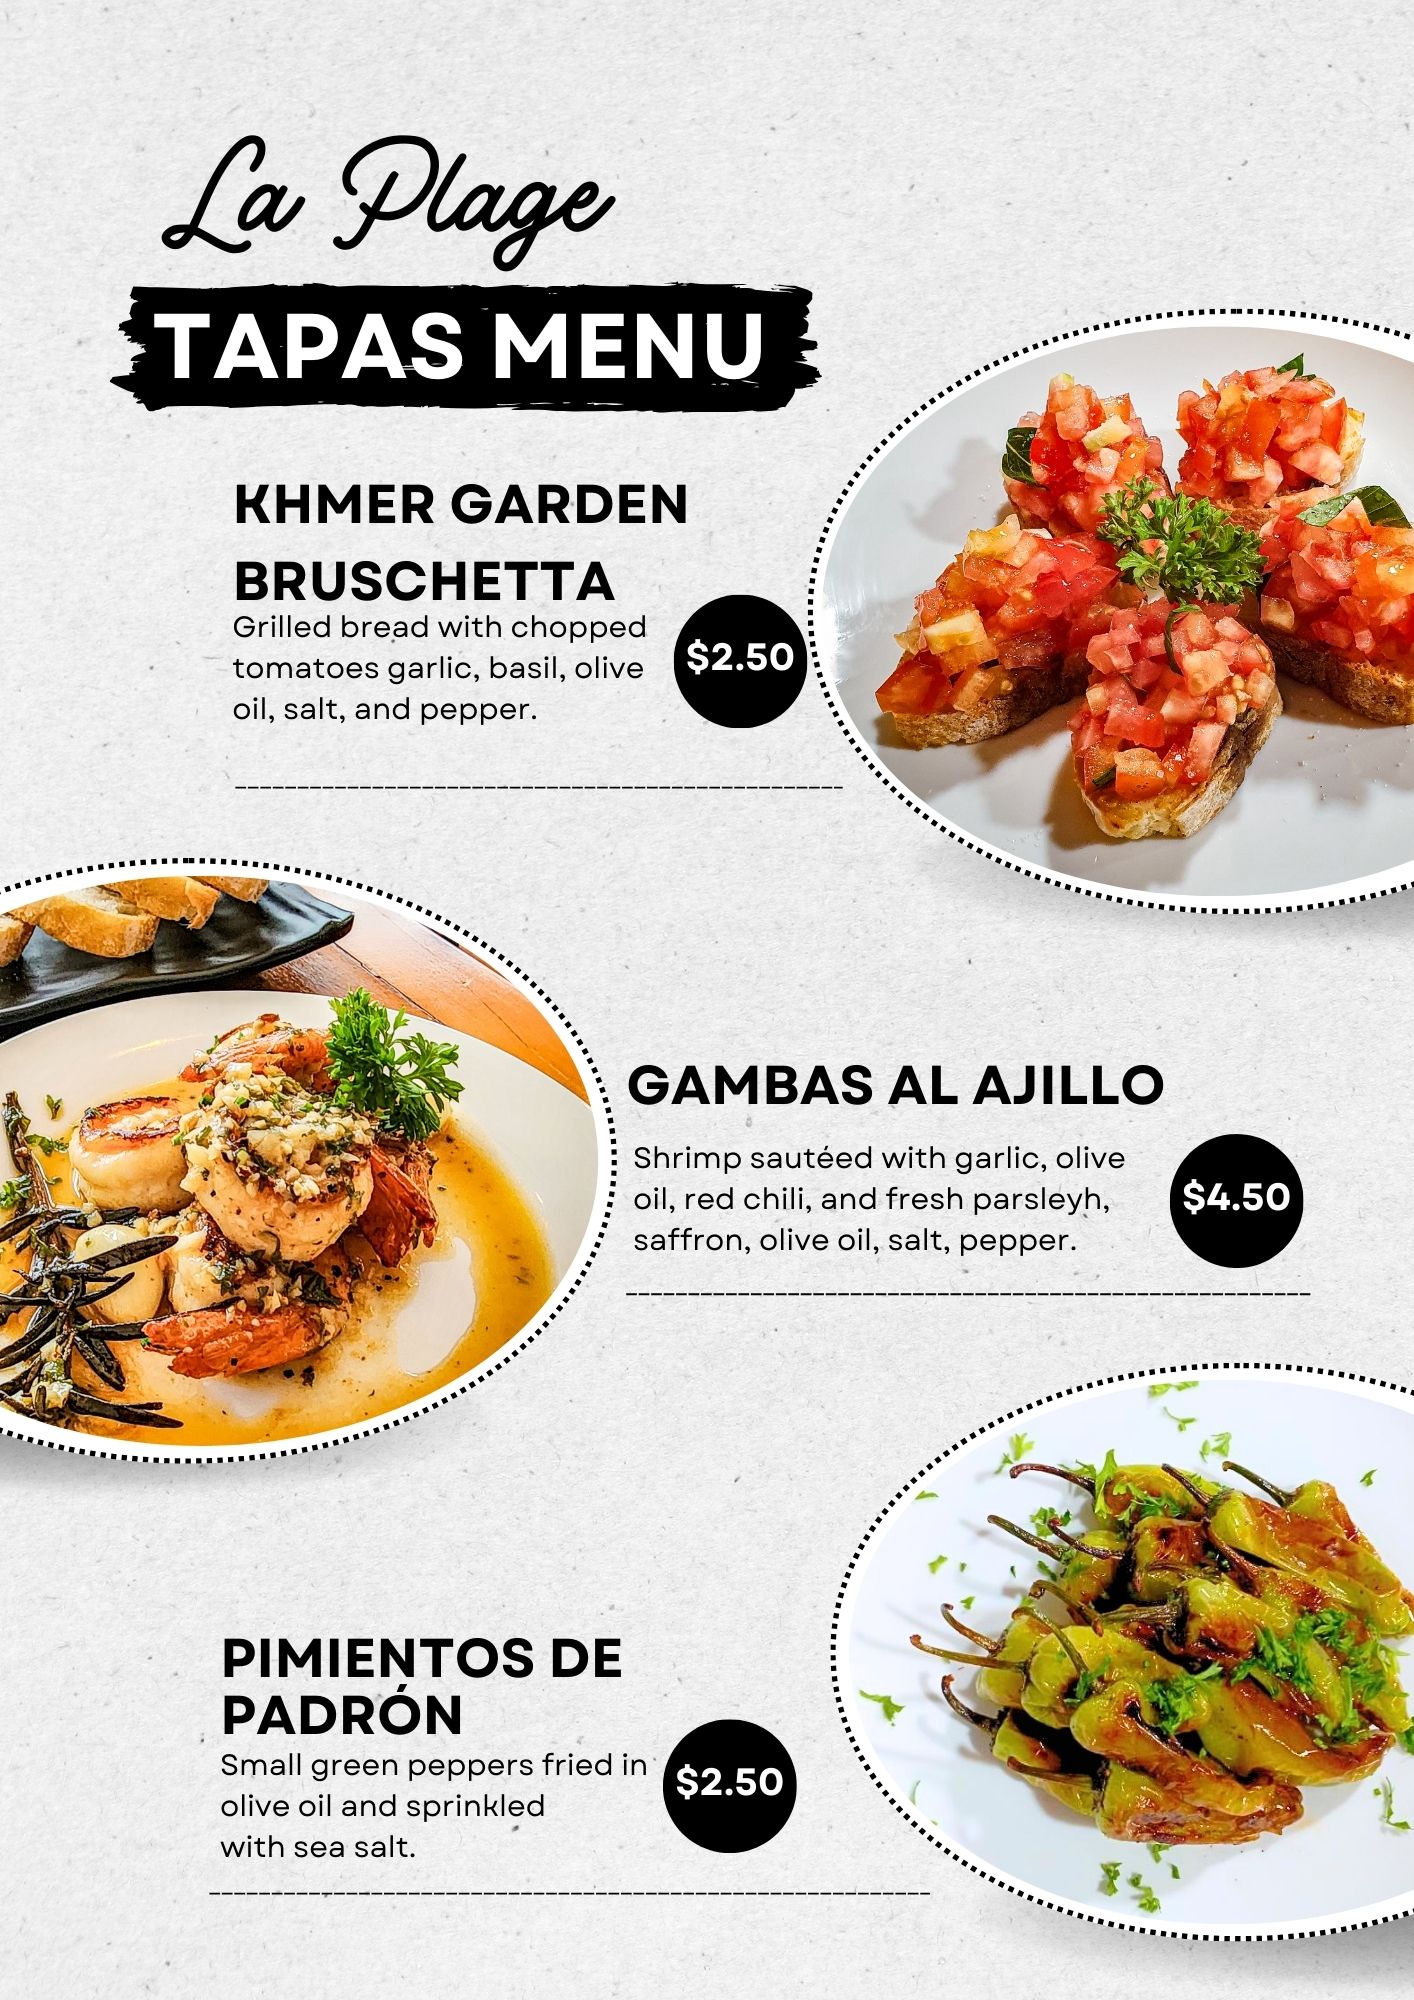 La Plage
TAPAS MENU
KHMER GARDEN
BRUSCHETTA
Grilled bread with chopped
tomatoes garlic, basil, olive
oil, salt, and pepper.
$2.50
GAMBAS AL AJILLO
Shrimp sautéed with garlic, olive
oil, red chili, and fresh parsleyh,
saffron, olive oil, salt, pepper.
$4.50
PIMIENTOS DE
PADRÓN
Small green peppers fried in
olive oil and sprinkled
with sea salt.
$2.50